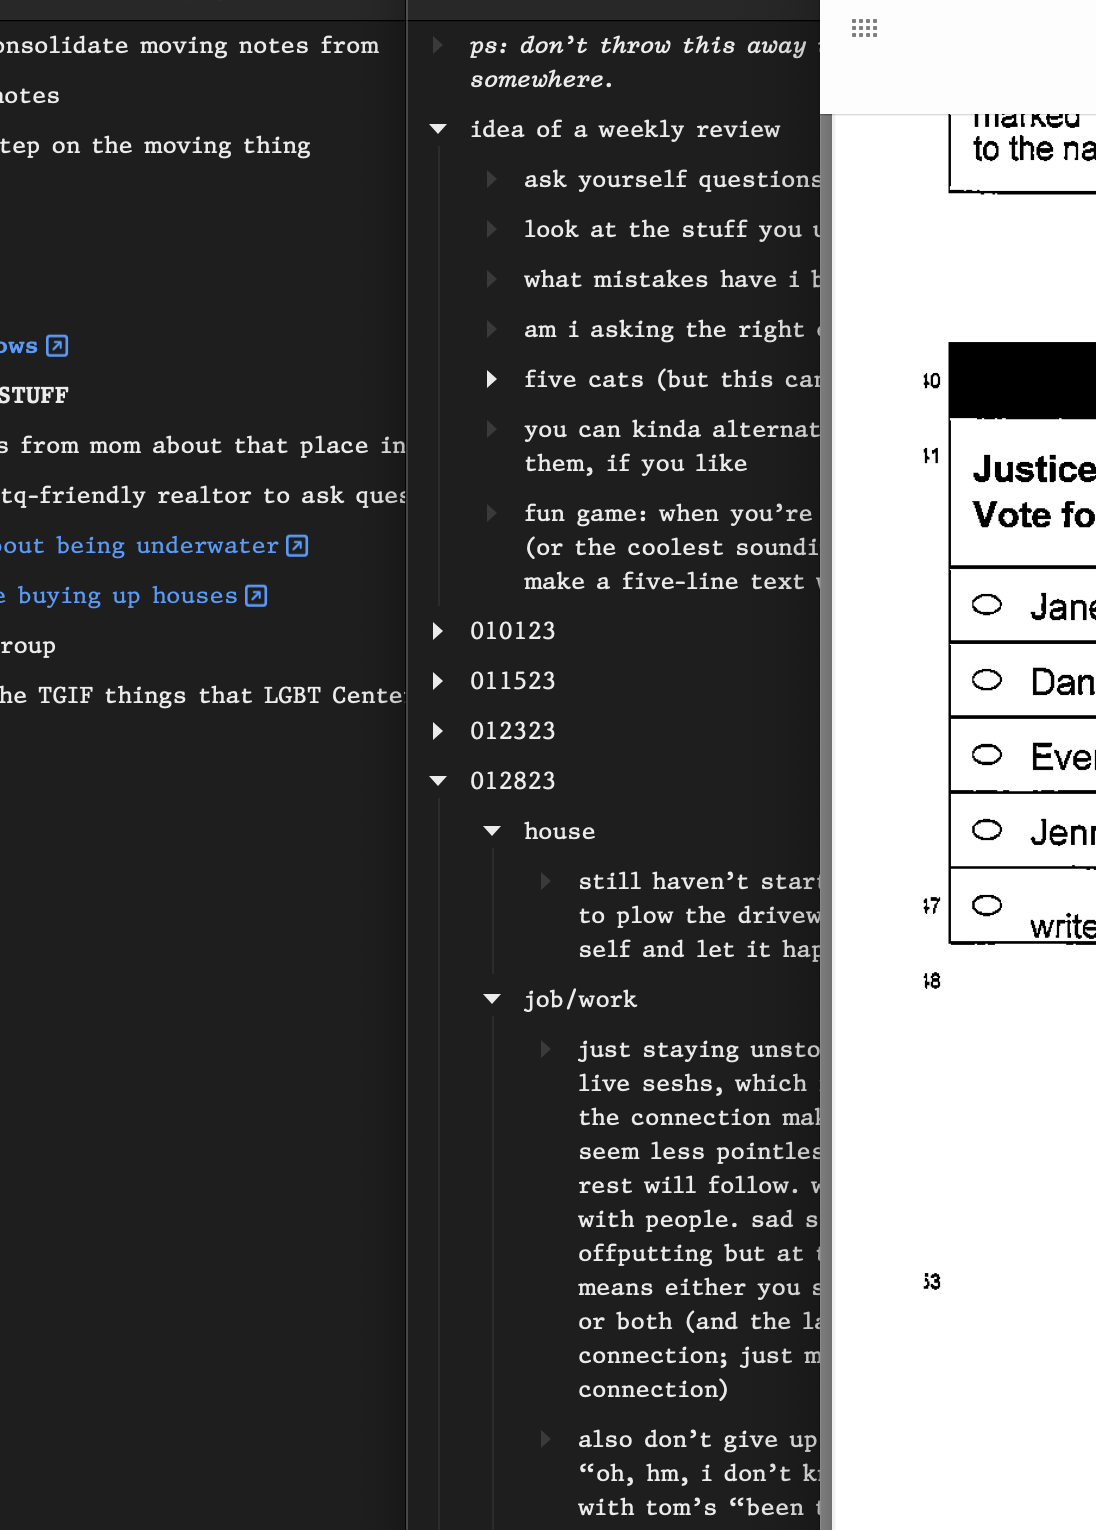 onsolidate moving notes from
notes
tep on the moving thing
ows
STUFF
s from mom about that place in
tq-friendly realtor to ask ques
bout being underwater
e buying up houses
roup
he TGIF things that LGBT Center
ps: don’t throw this away
somewhere.
idea of a weekly review
ask yourself questions
look at the stuff you u
what mistakes have i b
am i asking the right
five cats (but this can
you can kinda alternat
them, if you like
fun game: when you’re
(or the coolest soundi
make a five-line text w
010123
011523
012323
012823
house
still haven’t start
to plow the drivew
self and let it hap
job/work
just staying unsto
live seshs, which
the connection mak
seem less pointles
rest will follow. w
with people. sad s
offputting but at t
means either you s
or both (and the la
connection; just m
connection)
also don’t give up
“oh, hm, i don’t kn
with tom’s “been t
marked
to the na
40
41
Justice
Vote fo
Jane
Dan
Ever
Jenn
47
write
48
53